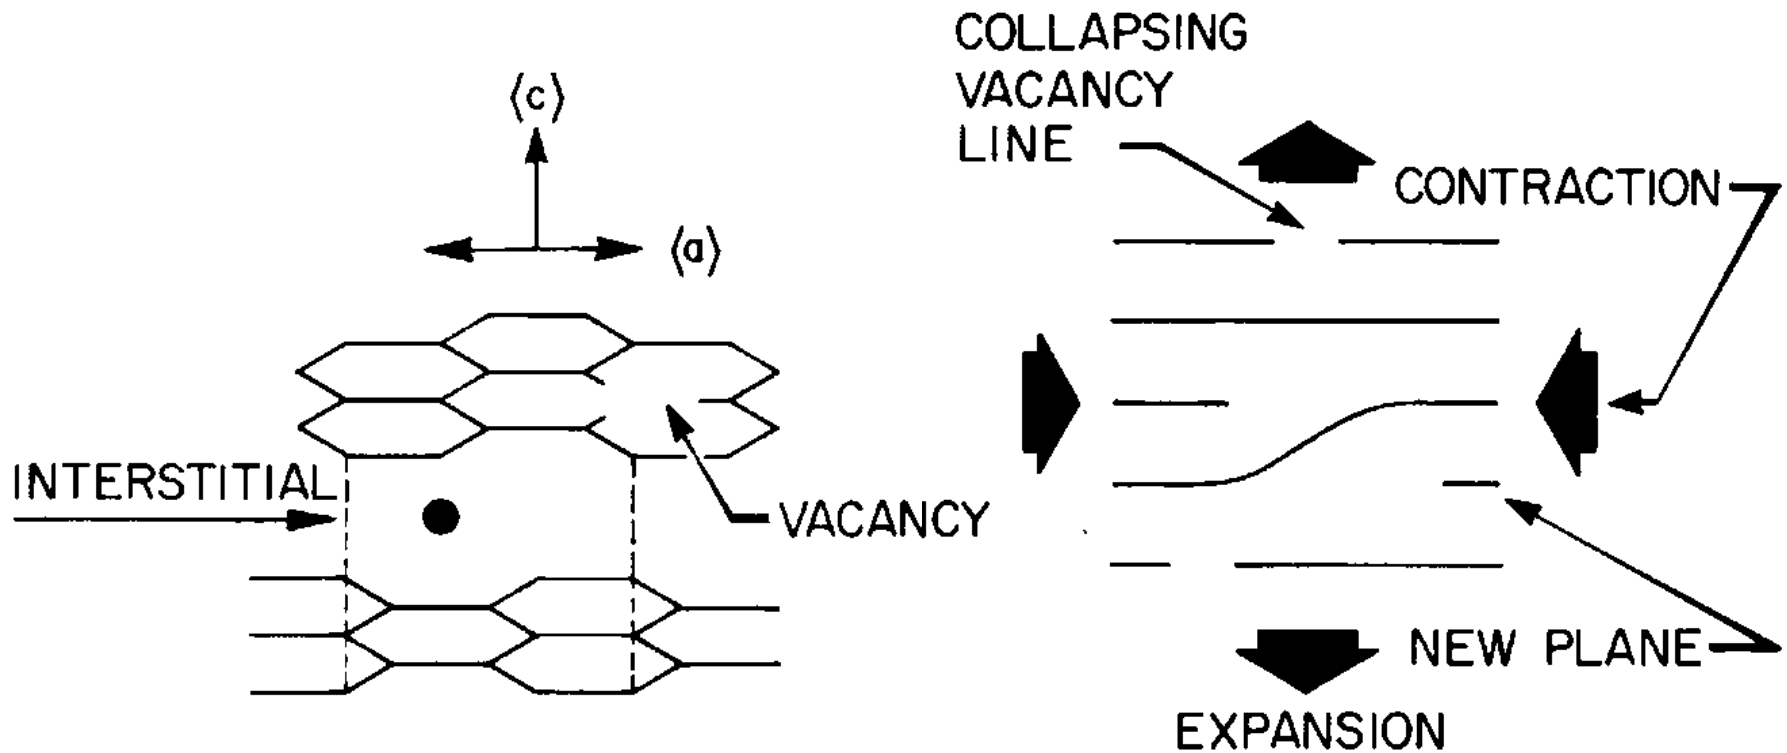 ⟨c⟩
⟨a⟩
INTERSTITIAL
VACANCY
COLLAPSING
VACANCY
LINE
CONTRACTION
NEW PLANE
EXPANSION